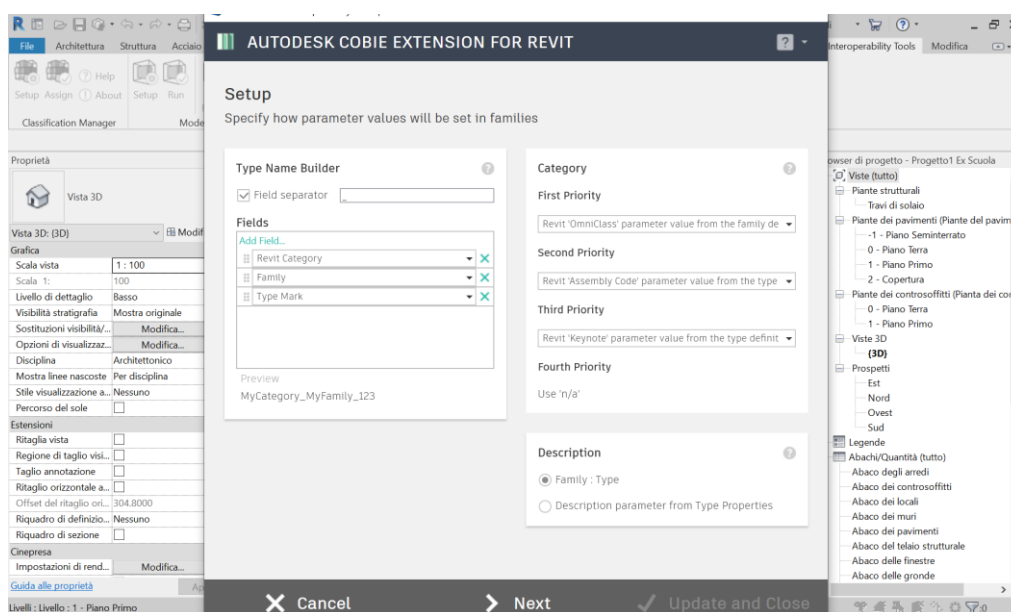 File Architettura Struttura Acciaio
Interoperability Tools Modifica
Help
Setup Assign About Setup Run
Classification Manager
Mode
AUTODESK COBIE EXTENSION FOR REVIT
Setup
Specify how parameter values will be set in families
Type Name Builder
Field separator _
Fields
Add Field...
Revit Category
Family
Type Mark
Preview
MyCategory_MyFamily_123
Category
First Priority
Revit 'OmniClass' parameter value from the family de
Second Priority
Revit 'Assembly Code' parameter value from the type
Third Priority
Revit 'Keynote' parameter value from the type definit
Fourth Priority
Use 'n/a'
Description
Family : Type
Description parameter from Type Properties
Cancel
Next
Update and Close
Proprietà
Vista 3D
Vista 3D: {3D} Modif
Grafica
Scala vista 1 : 100
Scala 1: 100
Livello di dettaglio Basso
Visibilità stratigrafia Mostra originale
Sostituzioni visibilità/... Modifica...
Opzioni di visualizzaz... Modifica...
Disciplina Architettonico
Mostra linee nascoste Per disciplina
Stile visualizzazione a... Nessuno
Percorso del sole
Estensioni
Ritaglia vista
Regione di taglio visi...
Taglio annotazione
Ritaglio orizzontale a...
Offset del ritaglio ori... 304.8000
Riquadro di definizio... Nessuno
Riquadro di sezione
Cinepresa
Impostazioni di rend... Modifica...
Guida alle proprietà Ap
Livelli : Livello : 1 - Piano Primo
owser di progetto - Progetto1 Ex Scuola
Viste (tutto)
Piante strutturali
Travi di solaio
Piante dei pavimenti (Piante del pavim
-1 - Piano Seminterrato
0 - Piano Terra
1 - Piano Primo
2 - Copertura
Piante dei controsoffitti (Pianta dei co
0 - Piano Terra
1 - Piano Primo
Viste 3D
{3D}
Prospetti
Est
Nord
Ovest
Sud
Legende
Abachi/Quantità (tutto)
Abaco degli arredi
Abaco dei controsoffitti
Abaco dei locali
Abaco dei muri
Abaco dei pavimenti
Abaco del telaio strutturale
Abaco delle finestre
Abaco delle gronde